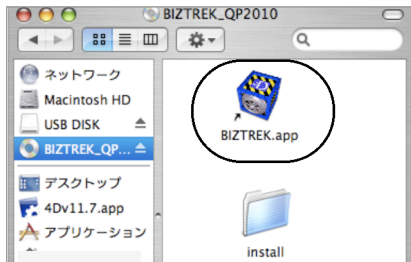 BIZTREK_QP2010
ネットワーク
Macintosh HD
USB DISK
BIZTREK_QP...
デスクトップ
4Dv11.7.app
アプリケーション
BIZTREK.app
install